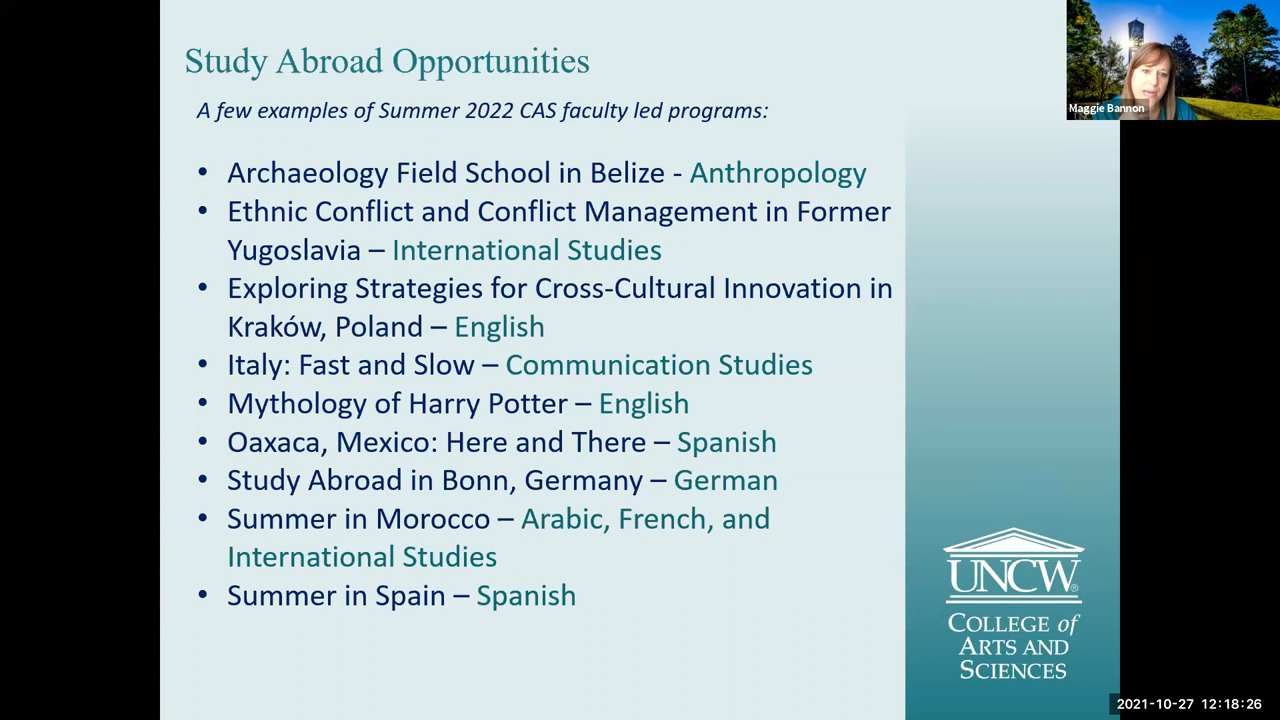 Study Abroad Opportunities
A few examples of Summer 2022 CAS faculty led programs:
• Archaeology Field School in Belize - Anthropology
• Ethnic Conflict and Conflict Management in Former
Yugoslavia – International Studies
• Exploring Strategies for Cross-Cultural Innovation in
Kraków, Poland – English
• Italy: Fast and Slow – Communication Studies
• Mythology of Harry Potter – English
• Oaxaca, Mexico: Here and There – Spanish
• Study Abroad in Bonn, Germany – German
• Summer in Morocco – Arabic, French, and
International Studies
• Summer in Spain – Spanish
Maggie Bannon
UNCW®
COLLEGE of
ARTS AND
SCIENCES
2021-10-27 12:18:26